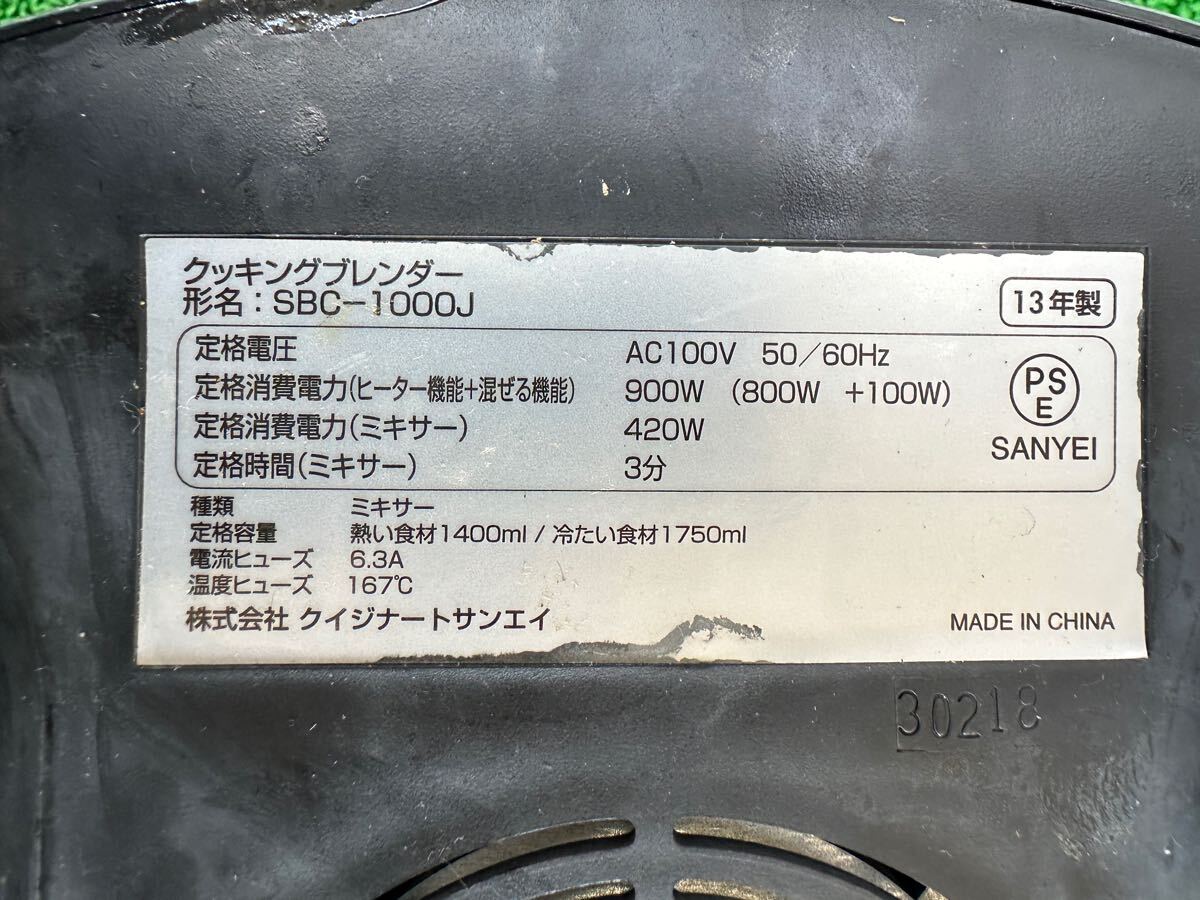 クッキングブレンダー
形名：SBC-1000J
13年製
定格電圧 AC100V 50/60Hz
定格消費電力(ヒーター機能+混ぜる機能) 900W (800W +100W)
定格消費電力(ミキサー) 420W
定格時間(ミキサー) 3分
PS
E
SANYEI
種類 ミキサー
定格容量 熱い食材1400ml / 冷たい食材1750ml
電流ヒューズ 6.3A
温度ヒューズ 167℃
株式会社 クイジナートサンエイ
MADE IN CHINA
30218